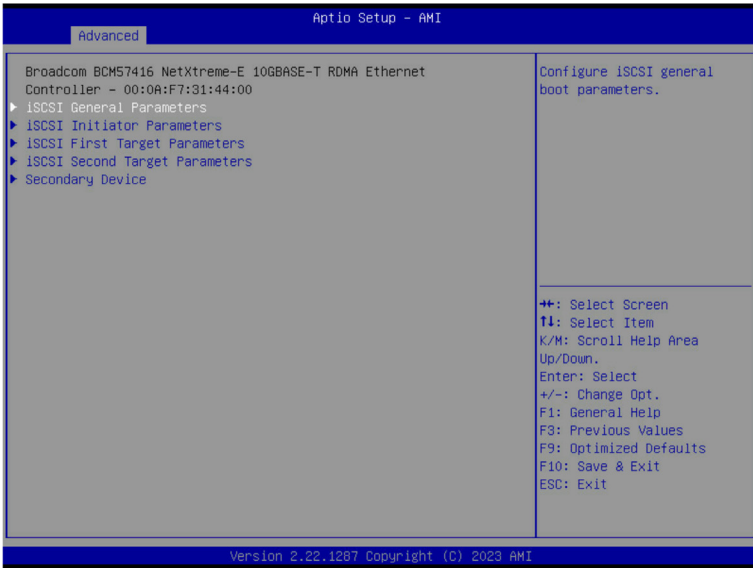 Aptio Setup – AMI
Advanced
Broadcom BCM57416 NetXtreme-E 10GBASE-T RDMA Ethernet
Controller – 00:0A:F7:31:44:00
iSCSI General Parameters
iSCSI Initiator Parameters
iSCSI First Target Parameters
iSCSI Second Target Parameters
Secondary Device
Configure iSCSI general
boot parameters.
→←: Select Screen
↑↓: Select Item
K/M: Scroll Help Area
Up/Down.
Enter: Select
+/-: Change Opt.
F1: General Help
F3: Previous Values
F9: Optimized Defaults
F10: Save & Exit
ESC: Exit
Version 2.22.1287 Copyright (C) 2023 AMI